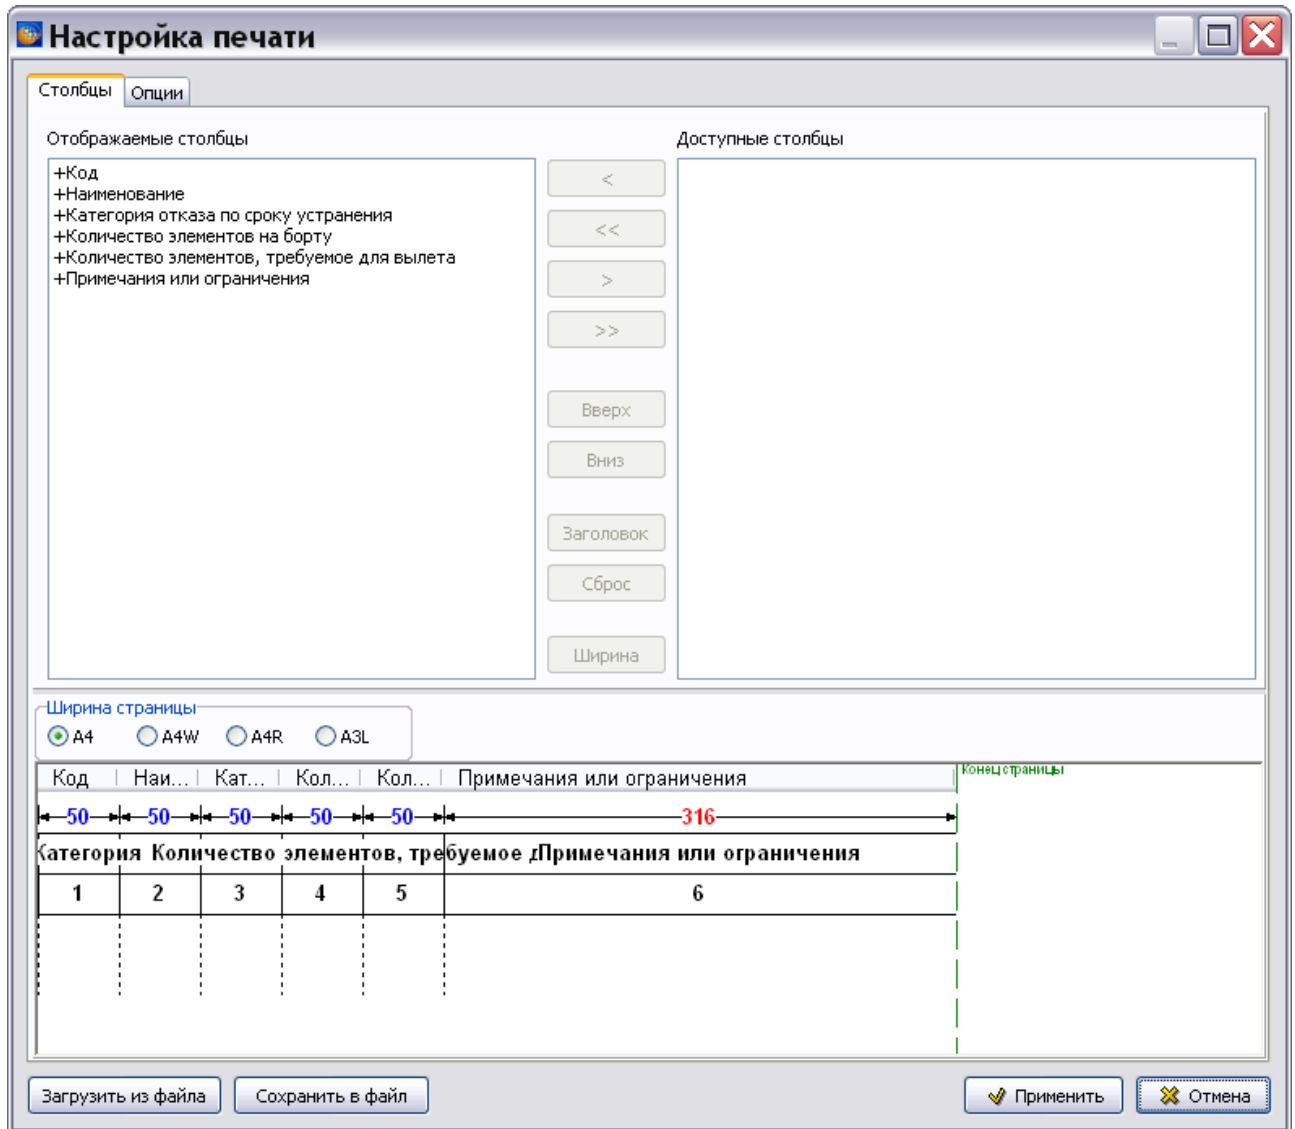 Настройка печати
Столбцы Опции
Отображаемые столбцы Доступные столбцы
+Код
+Наименование
+Категория отказа по сроку устранения
+Количество элементов на борту
+Количество элементов, требуемое для вылета
+Примечания или ограничения
<
<<
>
>>
Вверх
Вниз
Заголовок
Сброс
Ширина
Ширина страницы
A4 A4W A4R A3L
Код Наи... Кат... Кол... Кол... Примечания или ограничения Конец страницы
50 50 50 50 50 316
Категория Количество элементов, требуемое Примечания или ограничения
1 2 3 4 5 6
Загрузить из файла Сохранить в файл Применить Отмена